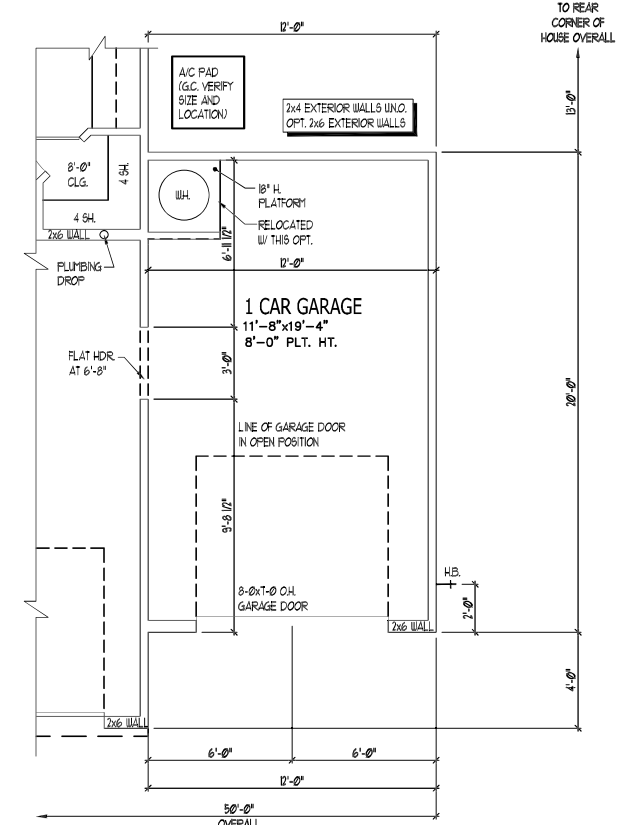 TO REAR
CORNER OF
HOUSE OVERALL
12'-0"
A/C PAD
(G.C. VERIFY
SIZE AND
LOCATION)
2x4 EXTERIOR WALLS U.N.O.
OPT. 2x6 EXTERIOR WALLS
13'-0"
8'-0"
CLG.
4 SH.
4 SH.
W.H.
18" H.
PLATFORM
RELOCATED
W/ THIS OPT.
2x6 WALL
PLUMBING
DROP
6'-11 1/2"
12'-0"
1 CAR GARAGE
11'-8"x19'-4"
8'-0" PLT. HT.
FLAT HDR.
AT 6'-8"
3'-0"
20'-0"
LINE OF GARAGE DOOR
IN OPEN POSITION
9'-8 1/2"
H.B.
8-0x7-0 O.H.
GARAGE DOOR
2'-0"
2x6 WALL
4'-0"
2x6 WALL
6'-0"
6'-0"
12'-0"
50'-0"
OVERALL